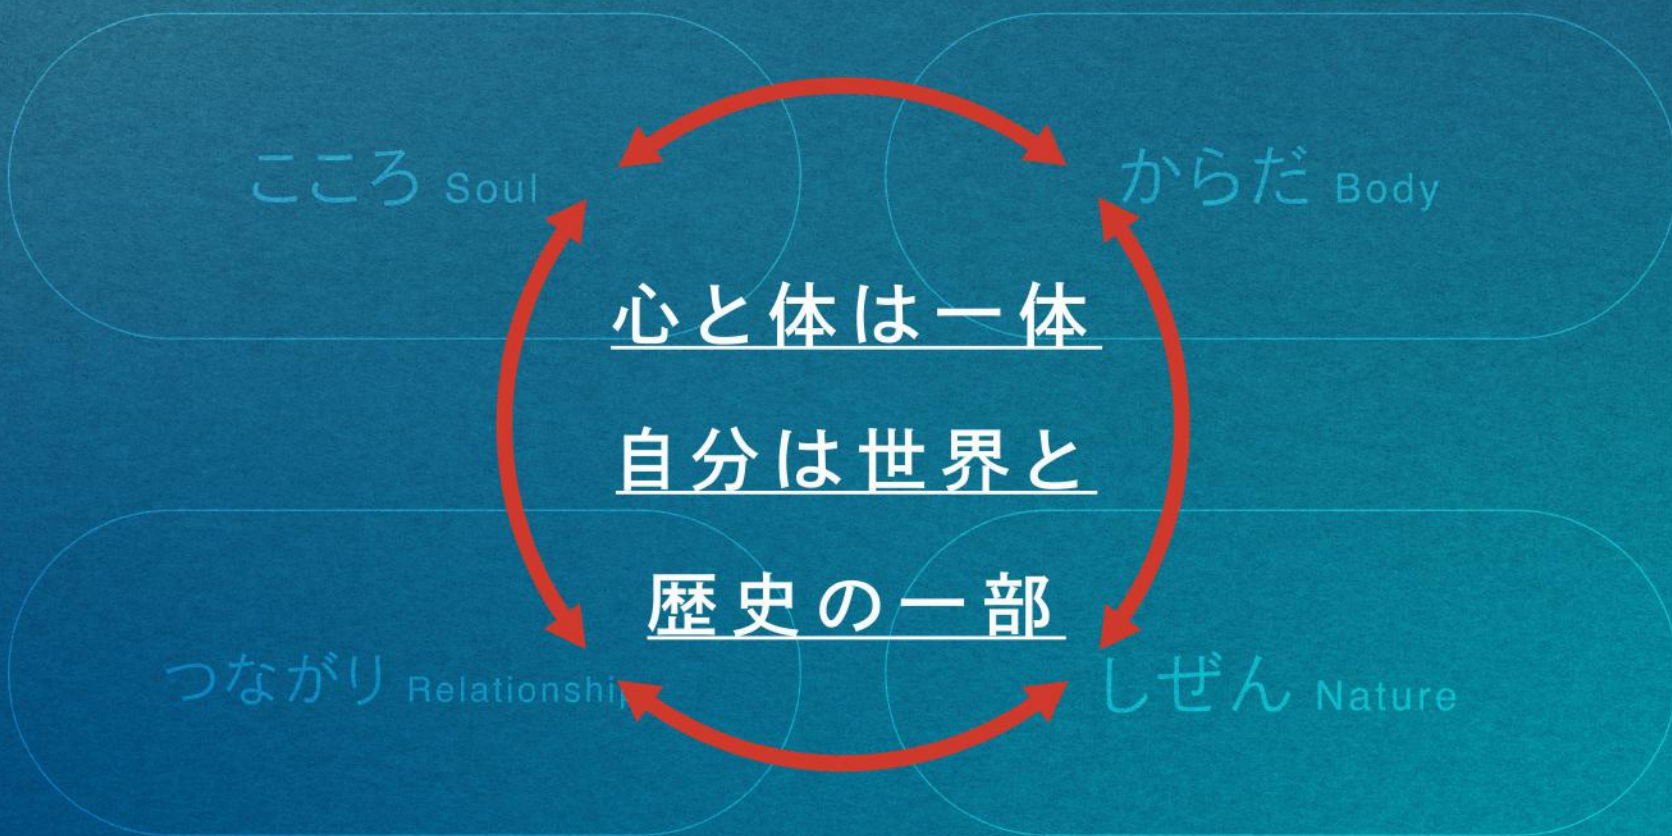 こころ Soul
からだ Body
心と体は一体
自分は世界と
歴史の一部
つながり Relationship
しぜん Nature